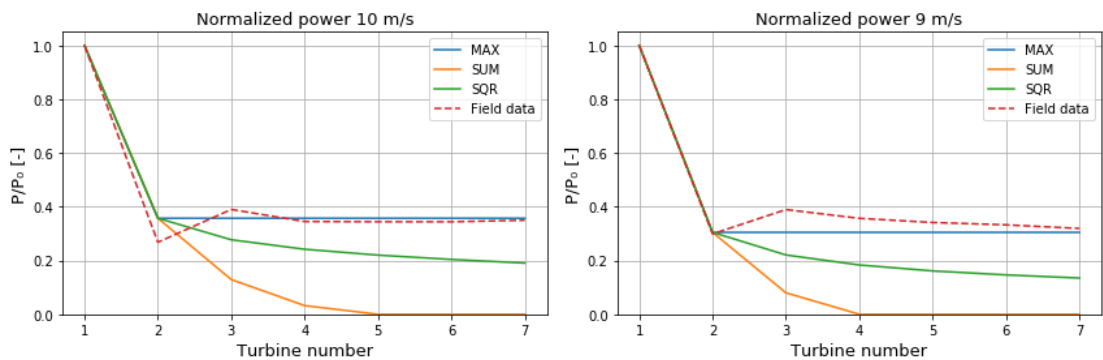 Normalized power 10 m/s
P/P₀ [-]
1.0
0.8
0.6
0.4
0.2
0.0
MAX
SUM
SQR
Field data
1 2 3 4 5 6 7
Turbine number
Normalized power 9 m/s
P/P₀ [-]
1.0
0.8
0.6
0.4
0.2
0.0
MAX
SUM
SQR
Field data
1 2 3 4 5 6 7
Turbine number